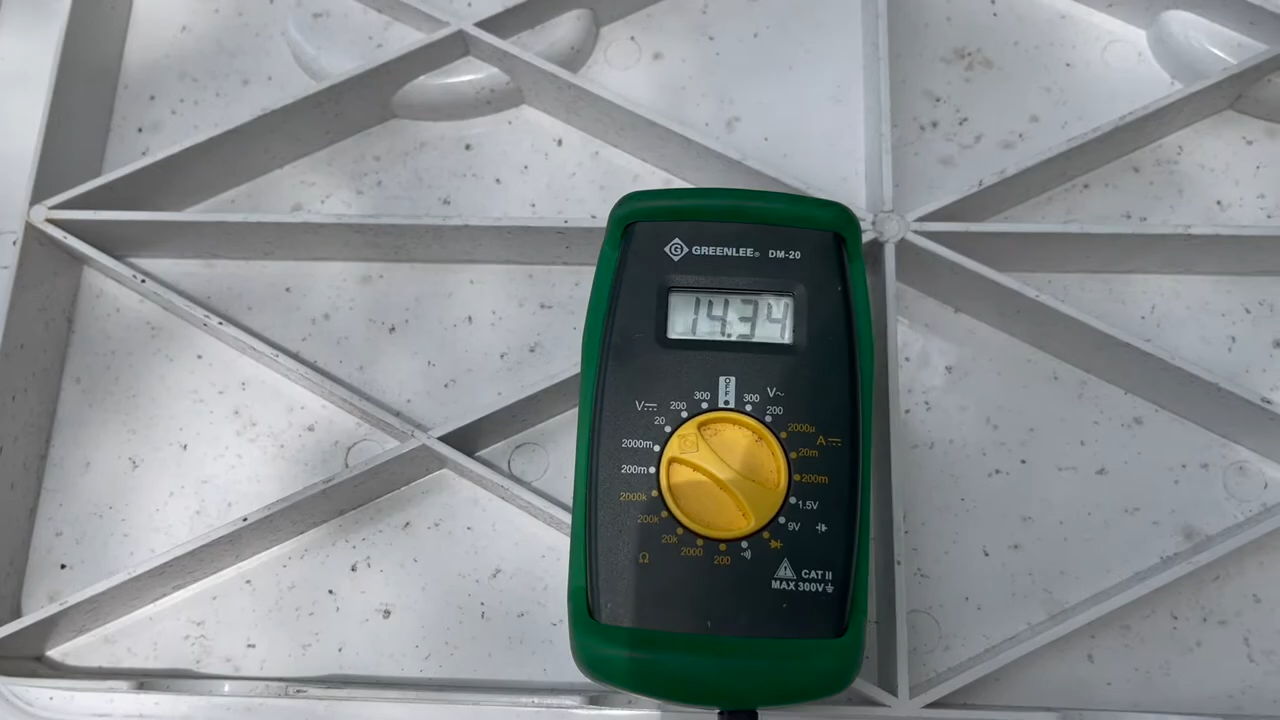 G GREENLEE® DM-20
14.34
OFF
300 300 V~
V⎓ 200 200
20 2000µ
A⎓
2000m 20m
200m 200m
2000k 1.5V
200k 9V
20k
Ω 2000 200
CAT II
MAX 300V